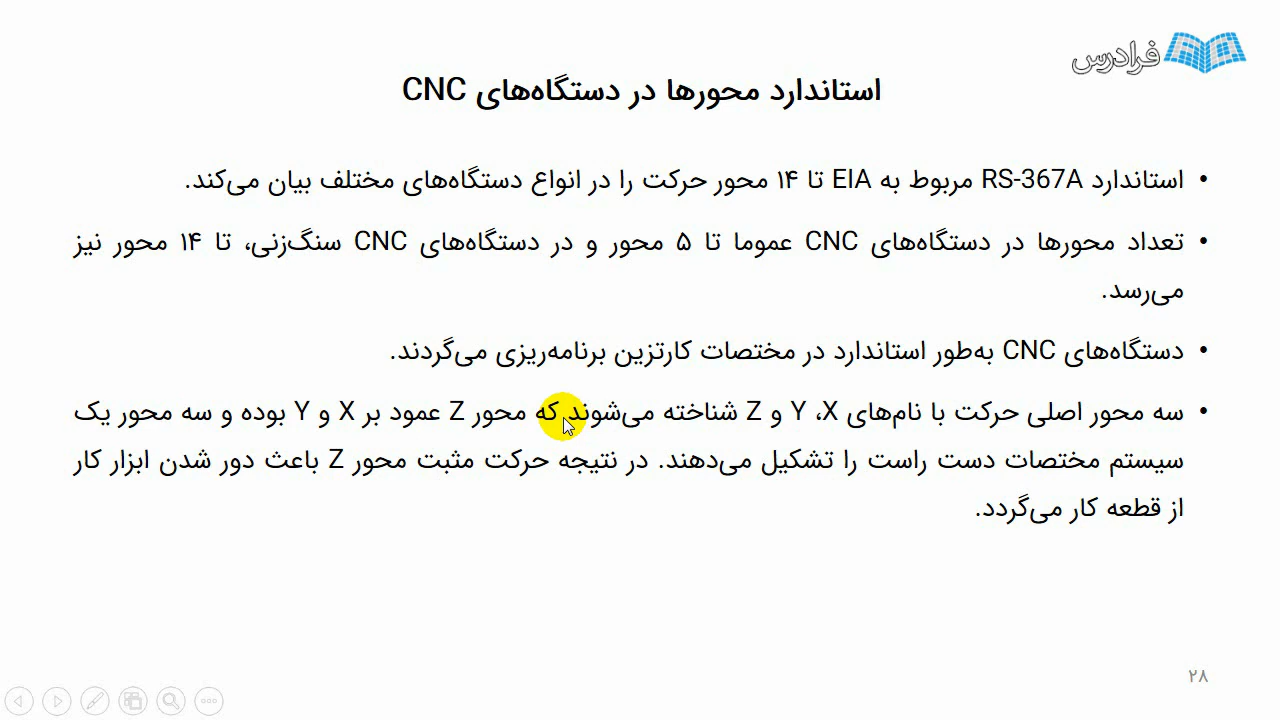 فرادرس
استاندارد محورها در دستگاه‌های CNC
• استاندارد RS-367A مربوط به EIA تا ۱۴ محور حرکت را در انواع دستگاه‌های مختلف بیان می‌کند.
• تعداد محورها در دستگاه‌های CNC عموما تا ۵ محور و در دستگاه‌های CNC سنگ‌زنی، تا ۱۴ محور نیز
می‌رسد.
• دستگاه‌های CNC به‌طور استاندارد در مختصات کارتزین برنامه‌ریزی می‌گردند.
• سه محور اصلی حرکت با نام‌های X، Y و Z شناخته می‌شوند که محور Z عمود بر X و Y بوده و سه محور یک
سیستم مختصات دست راست را تشکیل می‌دهند. در نتیجه حرکت مثبت محور Z باعث دور شدن ابزار کار
از قطعه کار می‌گردد.
۲۸